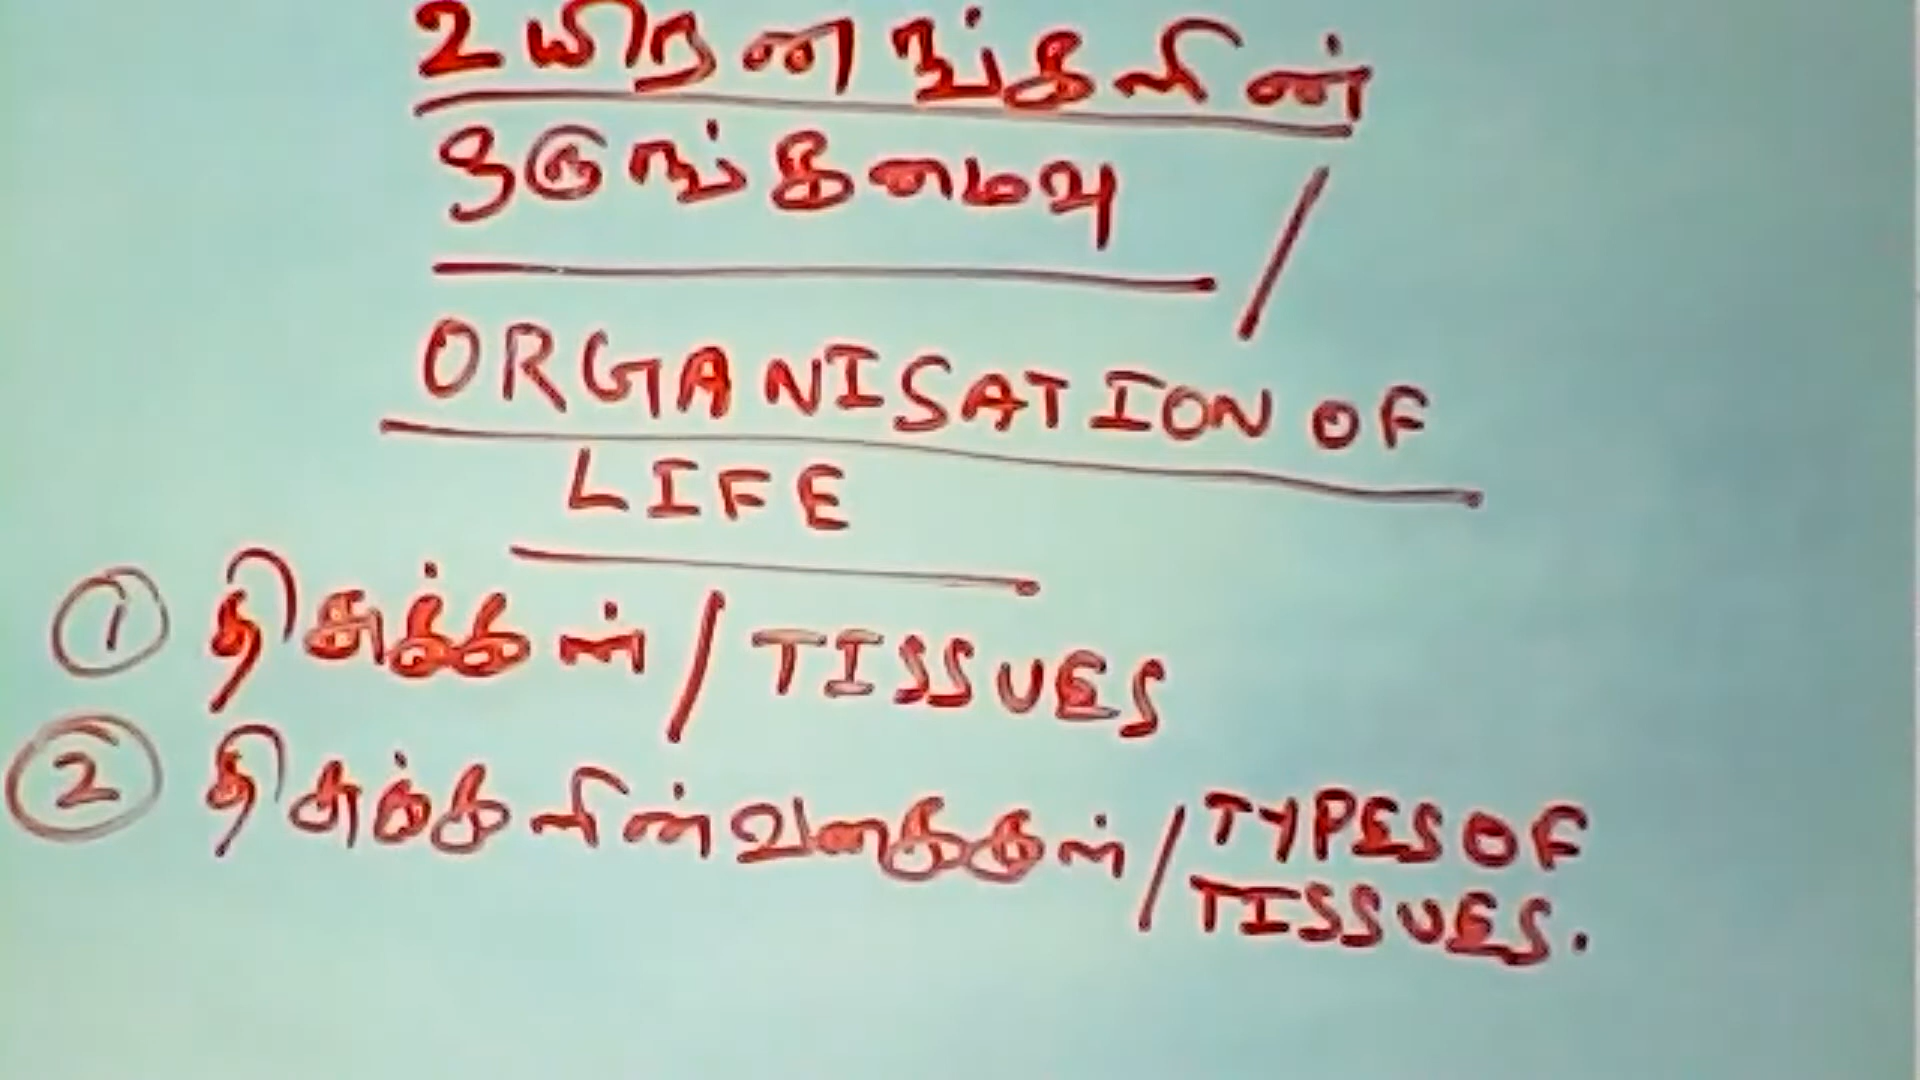 உயிரனங்களின்
ஒருங்கமைவு /
ORGANISATION OF
LIFE
① திசுக்கள் / TISSUES
② திசுக்களின் வகைகள் / TYPES OF
TISSUES.